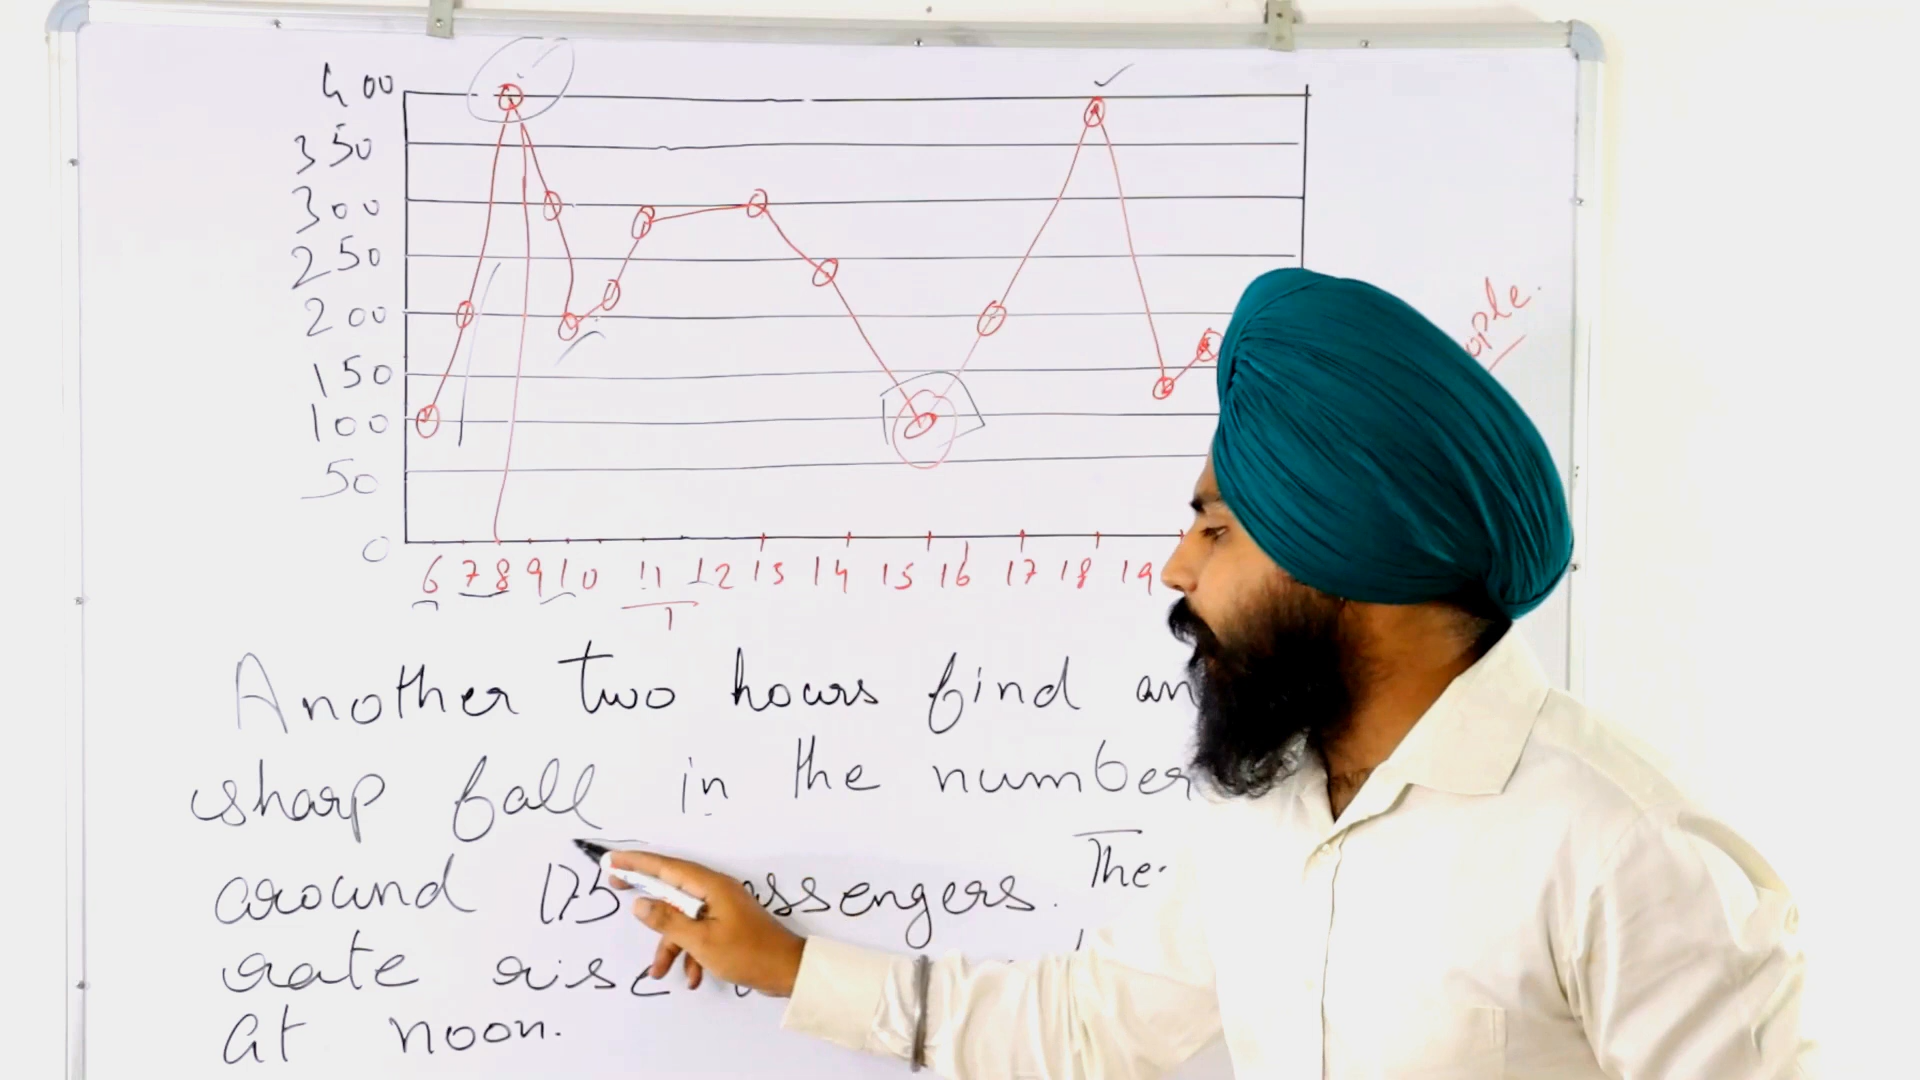 400
350
300
250
200
150
100
50
0
6 7 8 9 10 11 12 13 14 15 16 17 18 19
1
Another two hours find an
sharp fall in the number
around 175 The
rate rise
at noon.